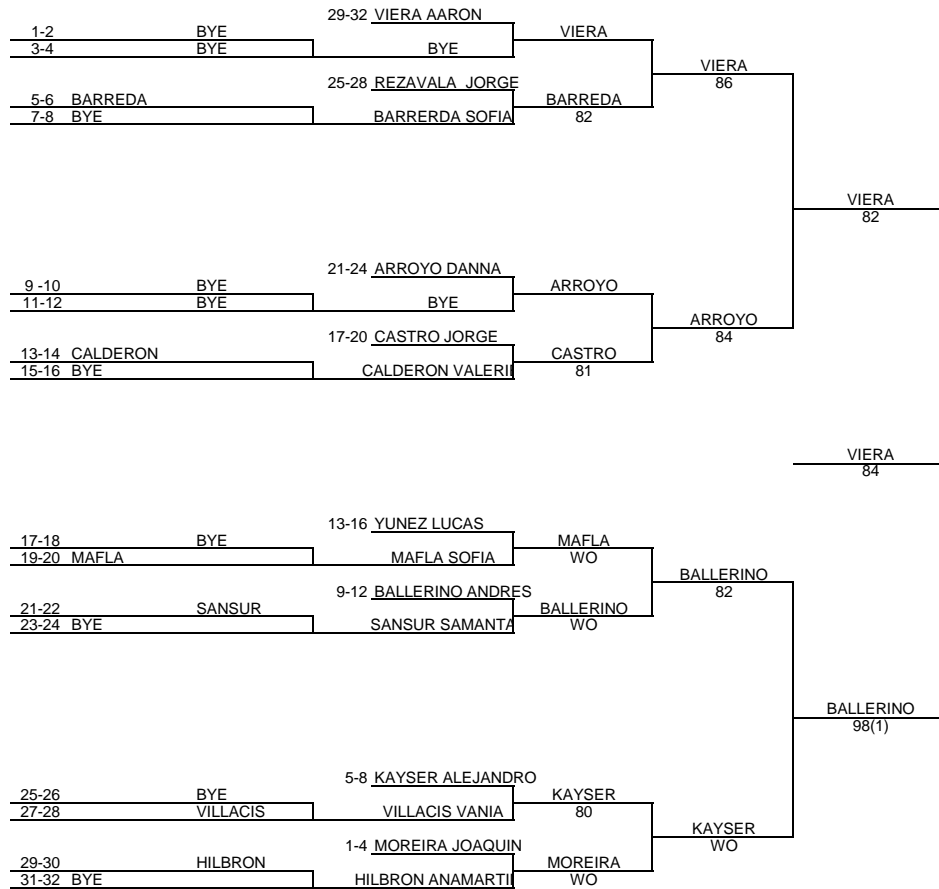 29-32 VIERA AARON
1-2 BYE VIERA
3-4 BYE BYE
VIERA
25-28 REZAVALA JORGE 86
5-6 BARREDA BARREDA
7-8 BYE BARRERDA SOFIA 82
VIERA
82
21-24 ARROYO DANNA
9 -10 BYE ARROYO
11-12 BYE BYE
ARROYO
17-20 CASTRO JORGE 84
13-14 CALDERON CASTRO
15-16 BYE CALDERON VALERII 81
VIERA
84
13-16 YUNEZ LUCAS
17-18 BYE MAFLA
19-20 MAFLA MAFLA SOFIA WO
BALLERINO
9-12 BALLERINO ANDRES 82
21-22 SANSUR BALLERINO
23-24 BYE SANSUR SAMANTA WO
BALLERINO
98(1)
5-8 KAYSER ALEJANDRO
25-26 BYE KAYSER
27-28 VILLACIS VILLACIS VANIA 80
KAYSER
1-4 MOREIRA JOAQUIN WO
29-30 HILBRON MOREIRA
31-32 BYE HILBRON ANAMARTII WO